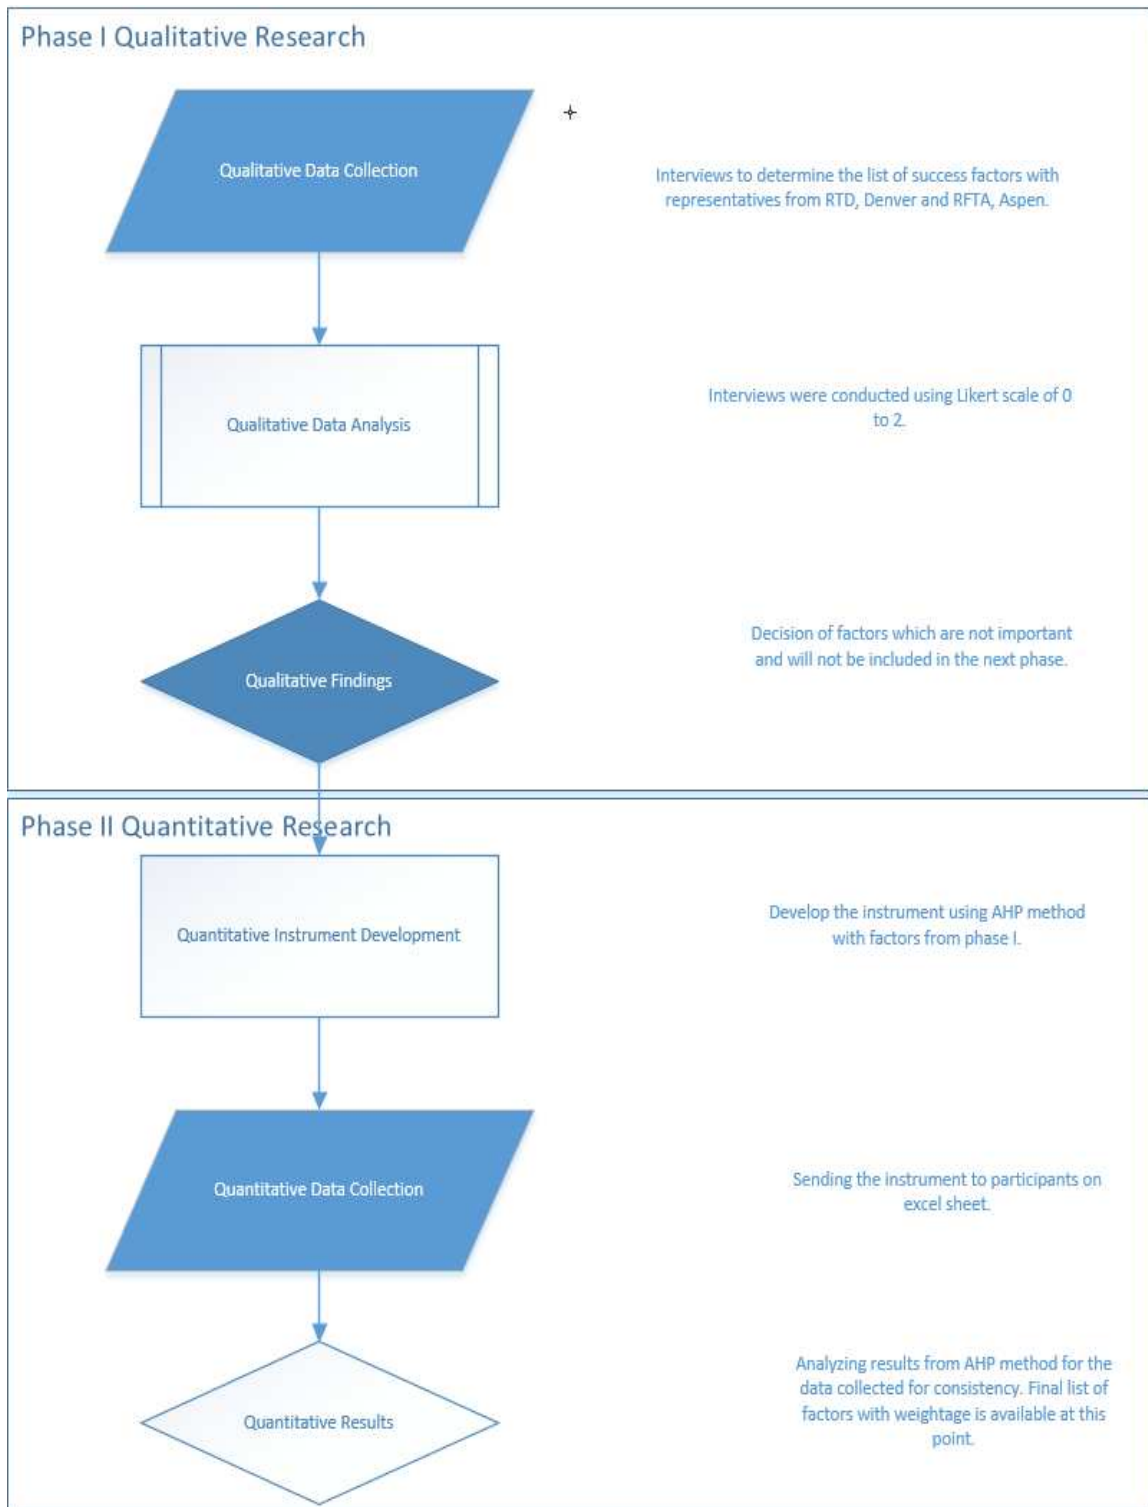 Phase I Qualitative Research
Qualitative Data Collection
Interviews to determine the list of success factors with
representatives from RTD, Denver and RFTA, Aspen.
Qualitative Data Analysis
Interviews were conducted using Likert scale of 0
to 2.
Qualitative Findings
Decision of factors which are not important
and will not be included in the next phase.
Phase II Quantitative Research
Quantitative Instrument Development
Develop the instrument using AHP method
with factors from phase I.
Quantitative Data Collection
Sending the instrument to participants on
excel sheet.
Quantitative Results
Analyzing results from AHP method for the
data collected for consistency. Final list of
factors with weightage is available at this
point.